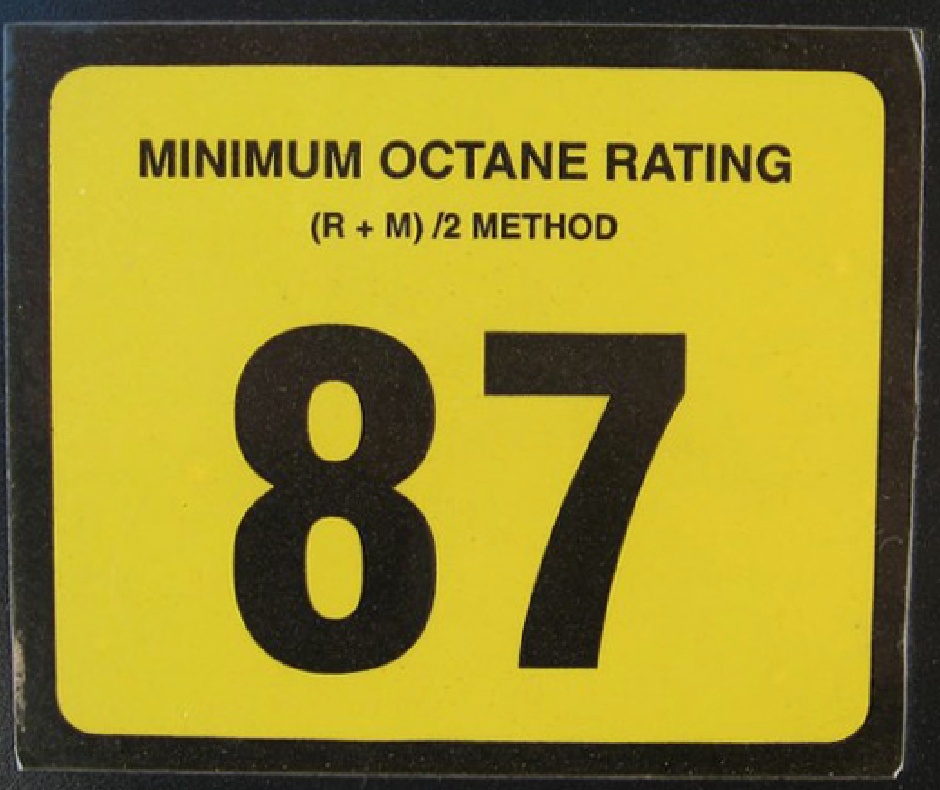 MINIMUM OCTANE RATING
(R + M) /2 METHOD
87